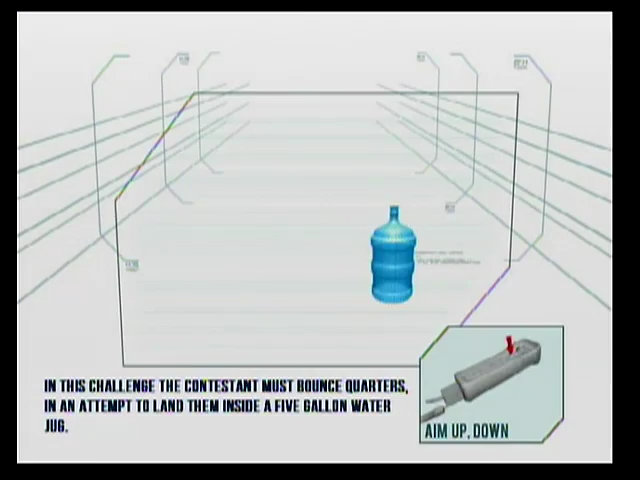 IN THIS CHALLENGE THE CONTESTANT MUST BOUNCE QUARTERS,
IN AN ATTEMPT TO LAND THEM INSIDE A FIVE GALLON WATER
JUG.
AIM UP, DOWN